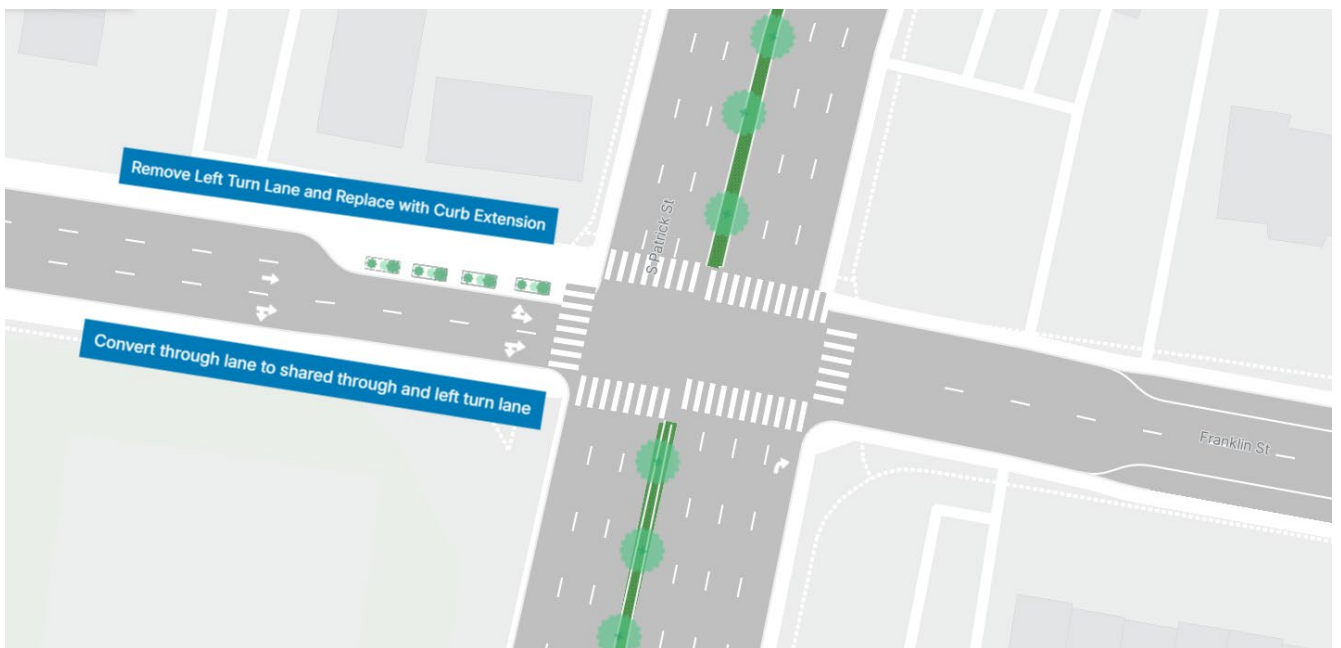 Remove Left Turn Lane and Replace with Curb Extension
S Patrick St
Convert through lane to shared through and left turn lane
Franklin St